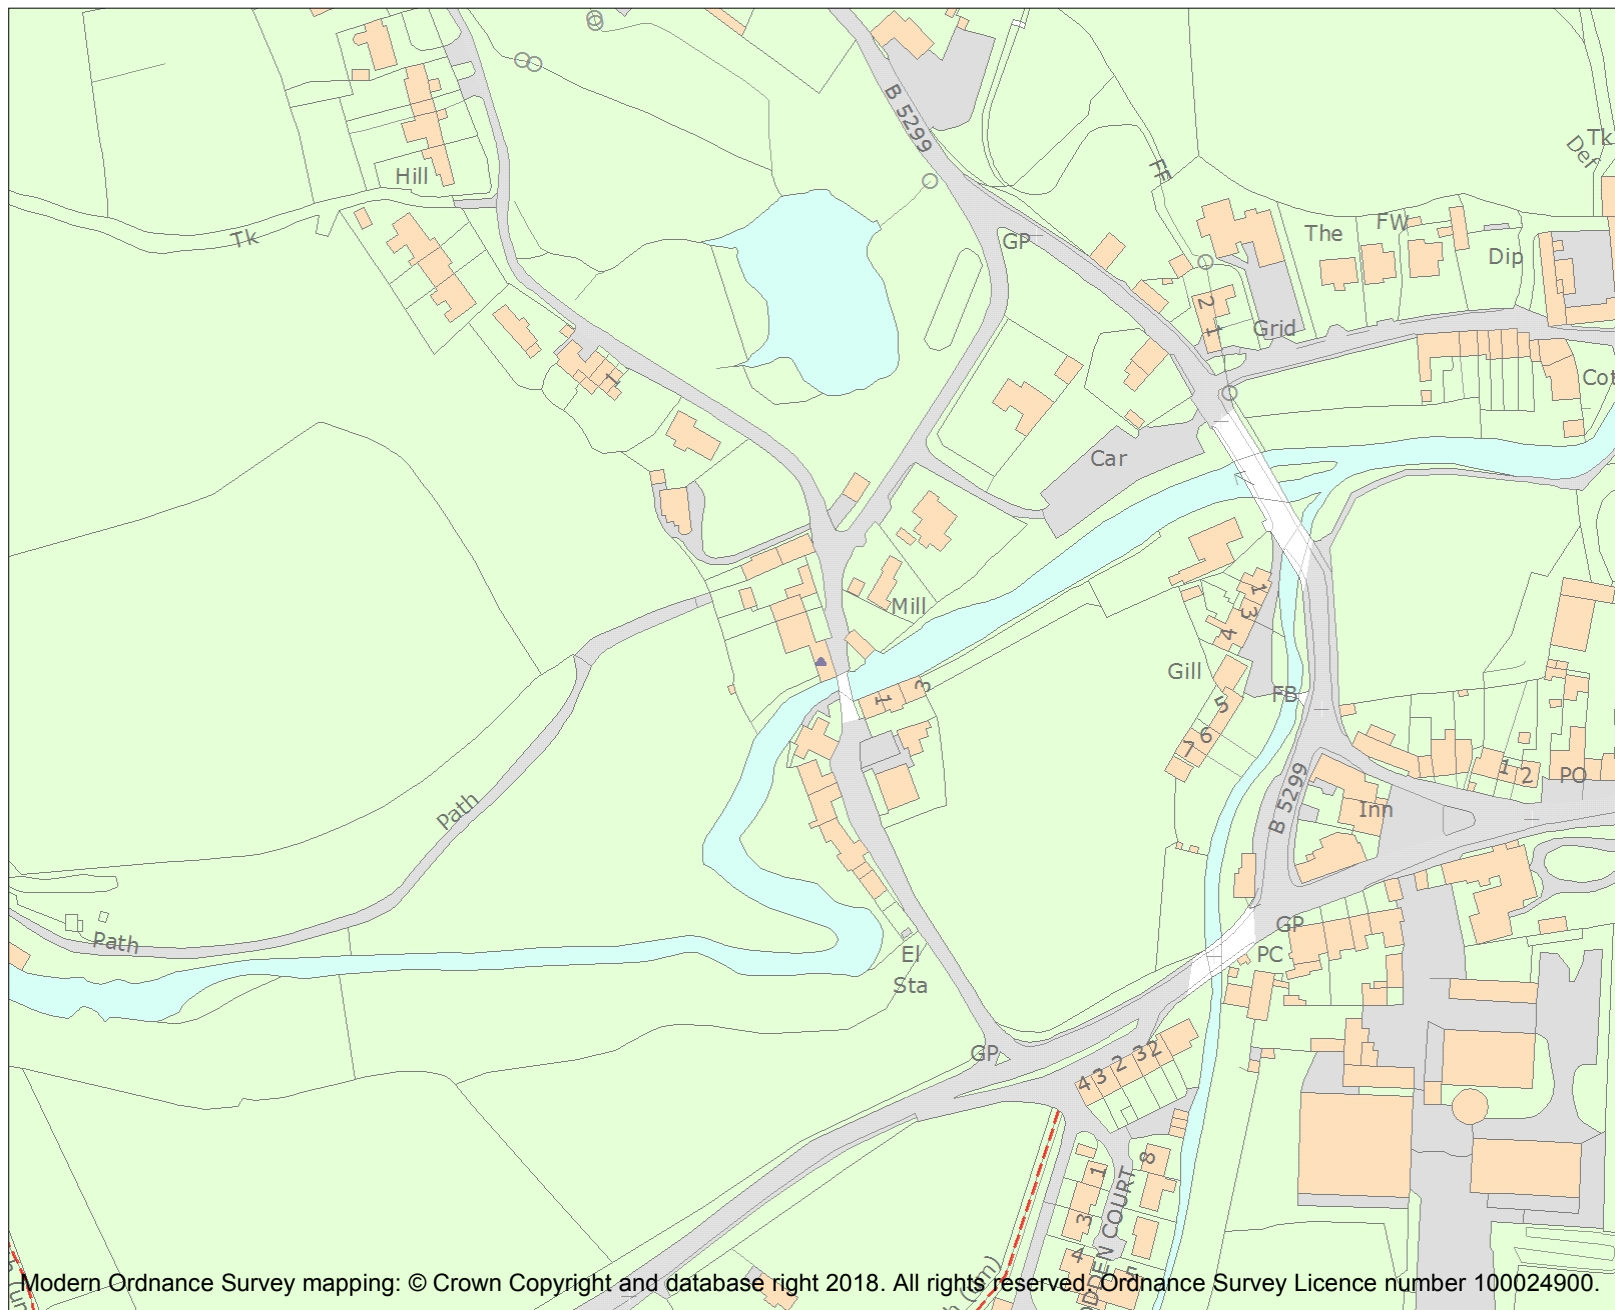 B 5299
Tk
Def
Hill
FF
The
FW
Tk
GP
Dip
2
1
Grid
1
Cot
Car
Mill
1
3
4
Gill
1
3
FB
5
6
7
B 5299
1
2
PO
Inn
Path
Path
GP
El
Sta
PC
GP
4
3
2
32
1
8
3
4
DEN COURT
Modern Ordnance Survey mapping: © Crown Copyright and database right 2018. All rights reserved. Ordnance Survey Licence number 100024900.